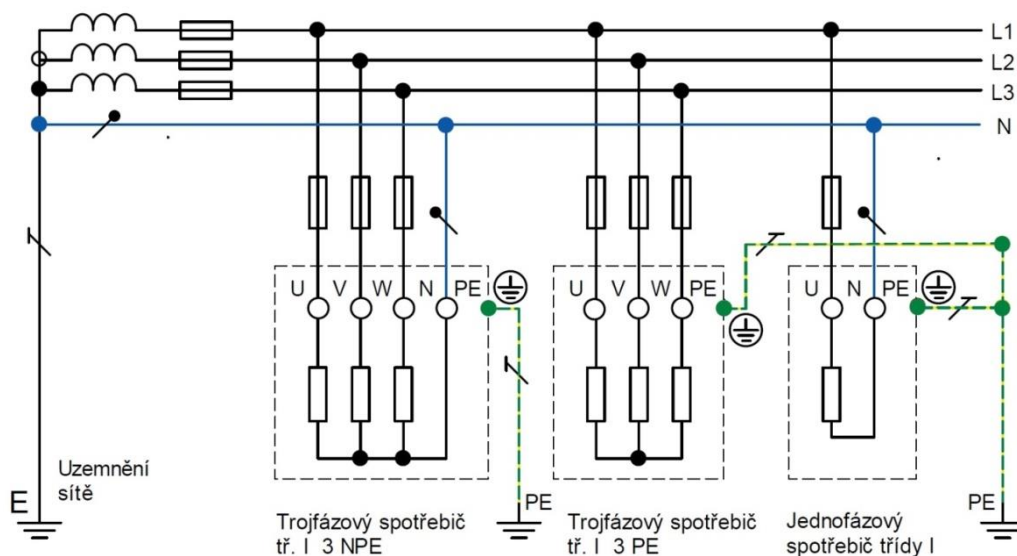 L1
L2
L3
N
U V W N PE
U V W PE
U N PE
Uzemnění
sítě
E
PE
PE
Trojfázový spotřebič
tř. I 3 NPE
Trojfázový spotřebič
tř. I 3 PE
Jednofázový
spotřebič třídy I